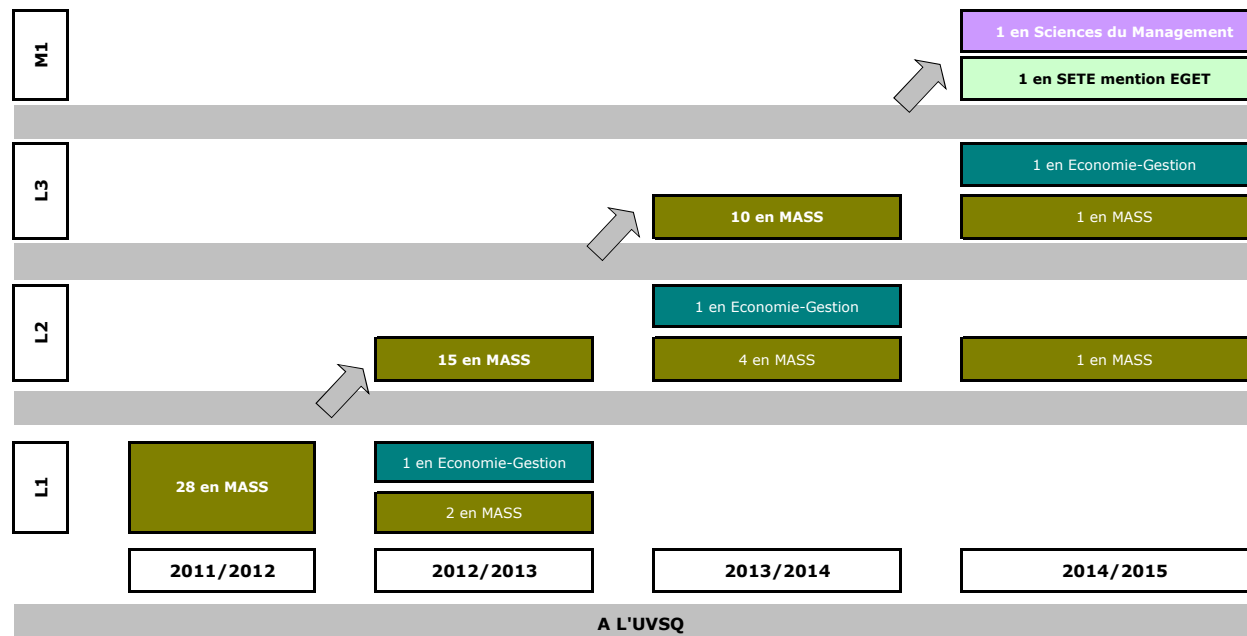 M1
1 en Sciences du Management
1 en SETE mention EGET
L3
1 en Economie-Gestion
10 en MASS
1 en MASS
L2
1 en Economie-Gestion
15 en MASS
4 en MASS
1 en MASS
L1
28 en MASS
1 en Economie-Gestion
2 en MASS
2011/2012
2012/2013
2013/2014
2014/2015
A L'UVSQ